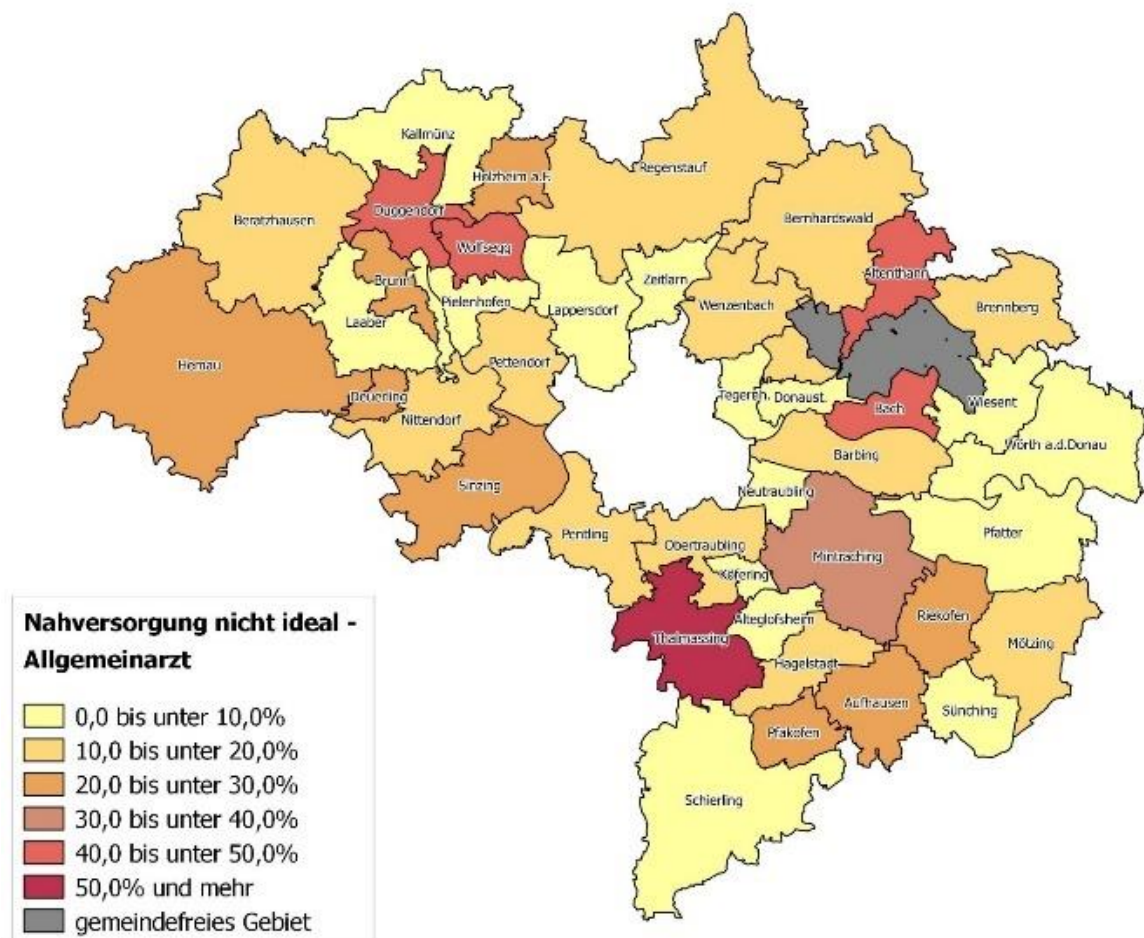 Kallmünz
Holzheim a.F.
Regenstauf
Beratzhausen
Duggendorf
Bernhardswald
Wolfsegg
Altenthann
Zeitlarn
Brunn
Pielenhofen
Lappersdorf
Wenzenbach
Brennberg
Laaber
Hemau
Pettendorf
Deuerling
Tegernh.
Donaust.
Bach
Wiesent
Nittendorf
Wörth a.d.Donau
Barbing
Sinzing
Neutraubling
Pentling
Obertraubling
Mintraching
Pfatter
Köfering
Alteglofsheim
Riekofen
Thalmassing
Mötzing
Hagelstadt
Aufhausen
Sünching
Pfakofen
Schierling
Nahversorgung nicht ideal -
Allgemeinarzt
0,0 bis unter 10,0%
10,0 bis unter 20,0%
20,0 bis unter 30,0%
30,0 bis unter 40,0%
40,0 bis unter 50,0%
50,0% und mehr
gemeindefreies Gebiet